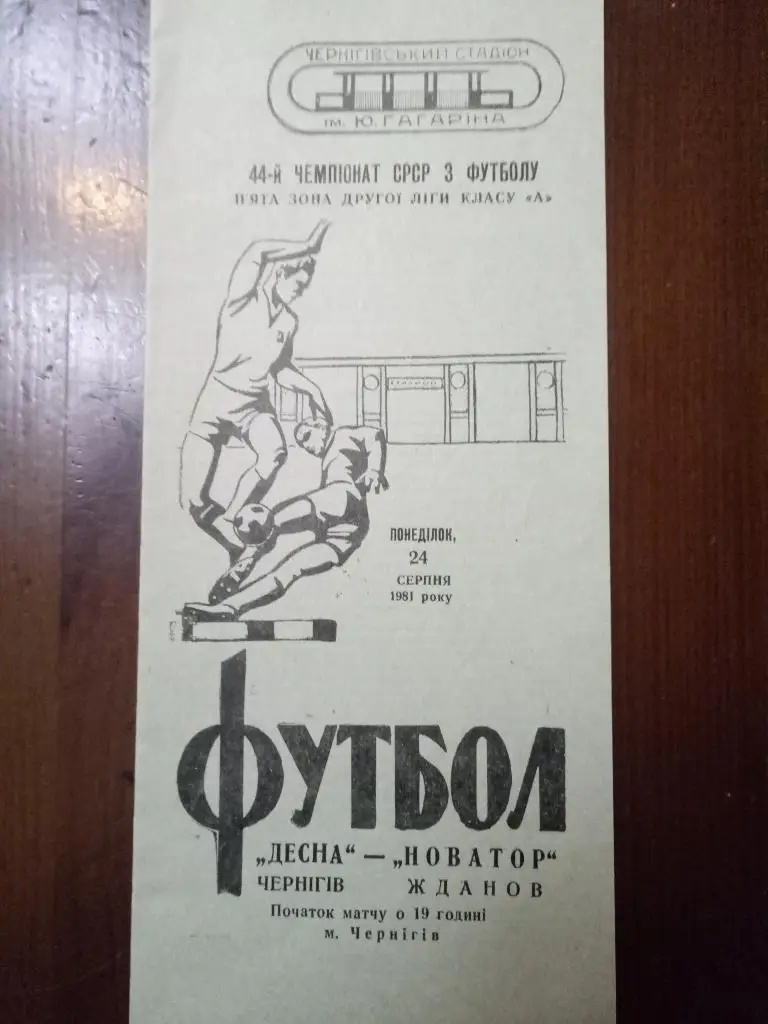 ЧЕРНІГІВСЬКИЙ СТАДІОН
ім. Ю. ГАГАРІНА
44-й ЧЕМПІОНАТ СРСР З ФУТБОЛУ
П'ЯТА ЗОНА ДРУГОЇ ЛІГИ КЛАСУ «А»
ПОНЕДІЛОК,
24
СЕРПНЯ
1981 року
ФУТБОЛ
„ДЕСНА“ — „НОВАТОР“
ЧЕРНІГІВ ЖДАНОВ
Початок матчу о 19 годині
м. Чернігів